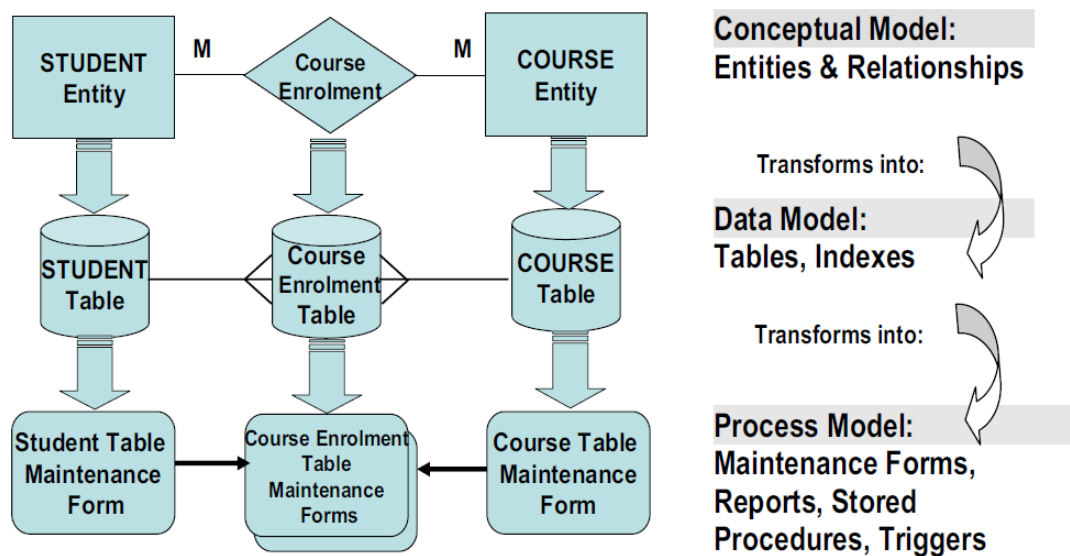 STUDENT
Entity
M
Course
Enrolment
M
COURSE
Entity
Conceptual Model:
Entities & Relationships
Transforms into:
STUDENT
Table
Course
Enrolment
Table
COURSE
Table
Data Model:
Tables, Indexes
Transforms into:
Student Table
Maintenance
Form
Course Enrolment
Table
Maintenance
Forms
Course Table
Maintenance
Form
Process Model:
Maintenance Forms,
Reports, Stored
Procedures, Triggers